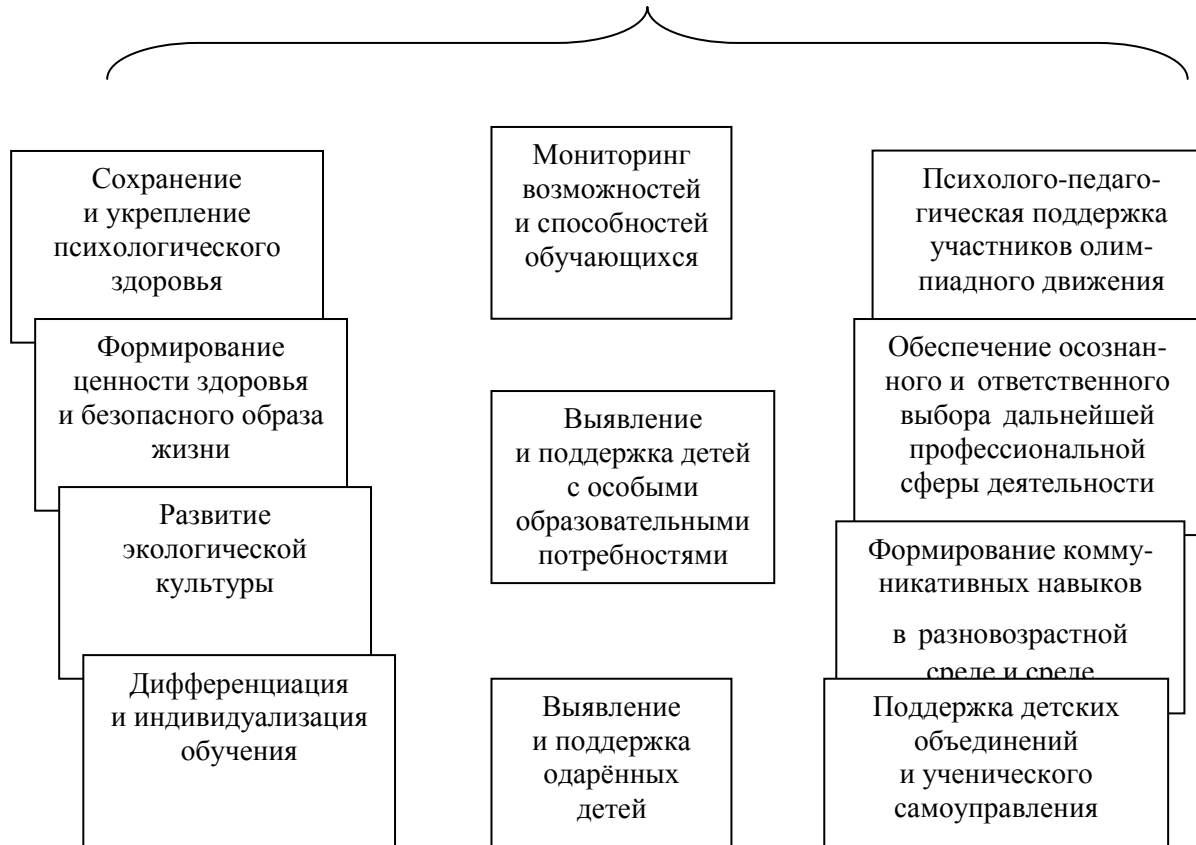 Сохранение
и укрепление
психологического
здоровья
Формирование
ценности здоровья
и безопасного образа
жизни
Развитие
экологической
культуры
Дифференциация
и индивидуализация
обучения
Мониторинг
возможностей
и способностей
обучающихся
Выявление
и поддержка детей
с особыми
образовательными
потребностями
Выявление
и поддержка
одарённых
детей
Психолого-педаго-
гическая поддержка
участников олим-
пиадного движения
Обеспечение осознан-
ного и ответственного
выбора дальнейшей
профессиональной
сферы деятельности
Формирование комму-
никативных навыков
в разновозрастной
среде и среде
Поддержка детских
объединений
и ученического
самоуправления